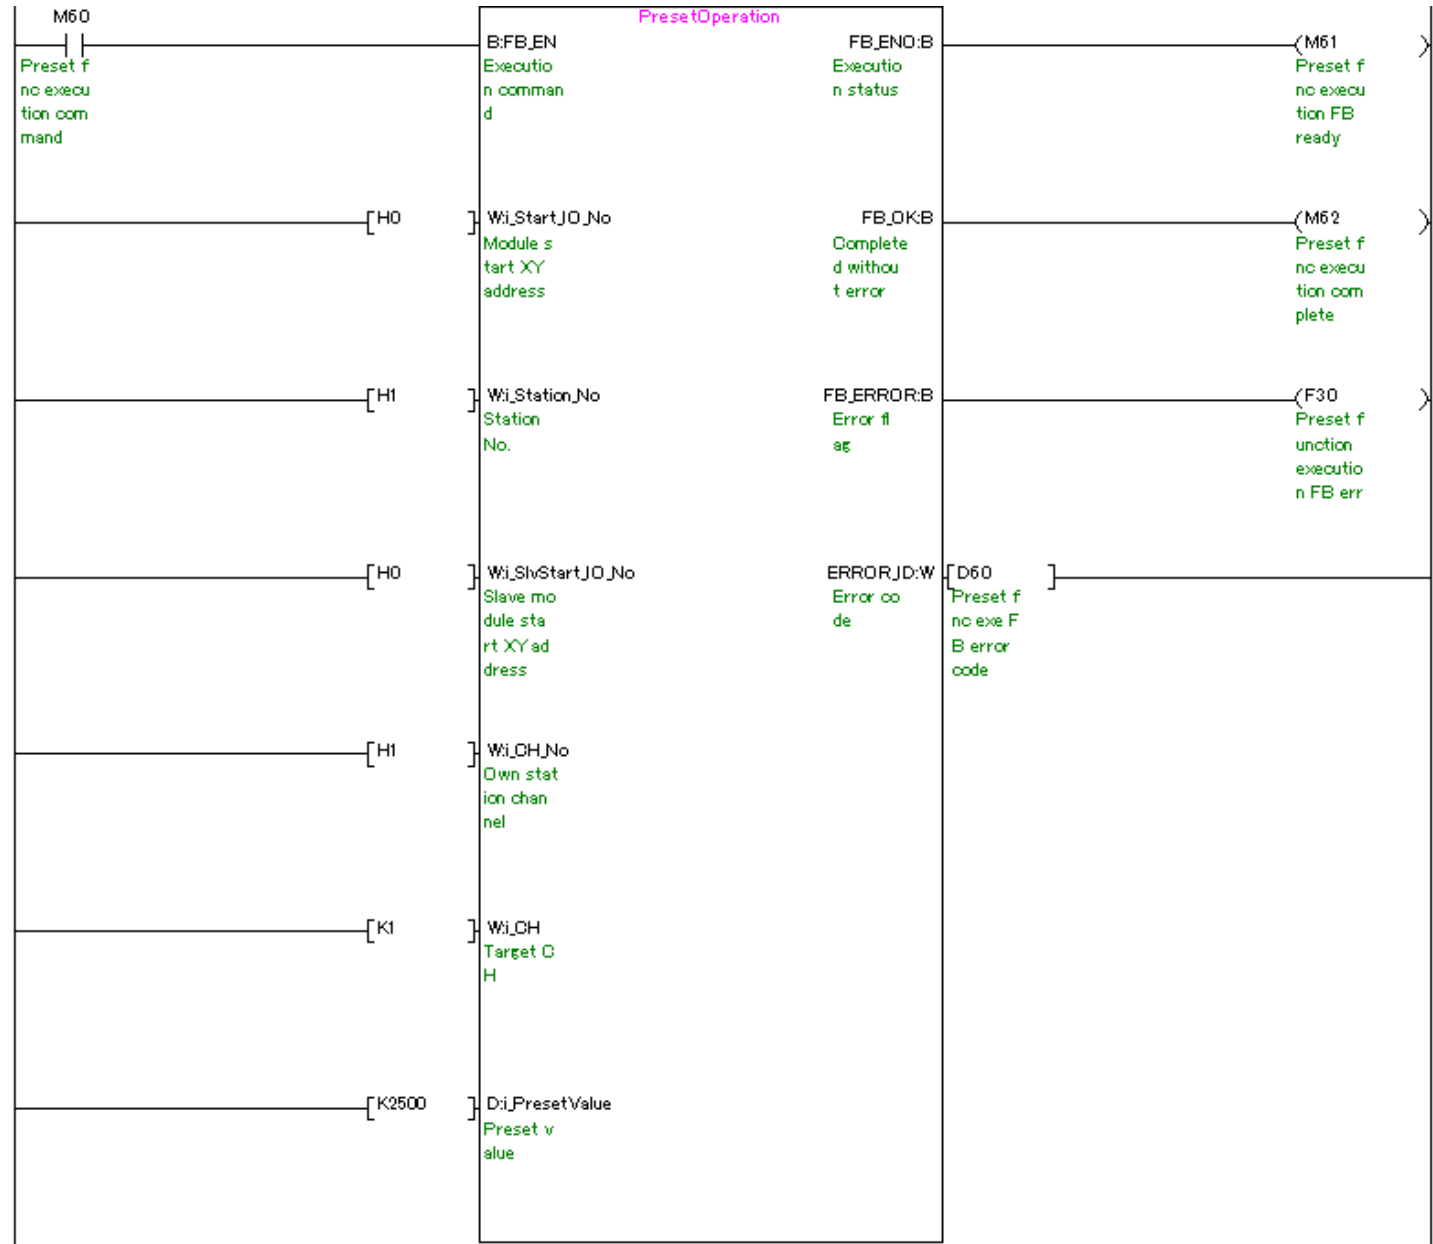 M60
PresetOperation
B:FB_EN
FB_ENO:B
(M61 )
Preset f
nc execu
tion com
mand
Executio
n comman
d
Executio
n status
Preset f
nc execu
tion FB
ready
[H0 ]
W:i_Start_IO_No
FB_OK:B
(M62 )
Module s
tart XY
address
Complete
d withou
t error
Preset f
nc execu
tion com
plete
[H1 ]
W:i_Station_No
FB_ERROR:B
(F30 )
Station
No.
Error fl
ag
Preset f
unction
executio
n FB err
[H0 ]
W:i_SlvStart_IO_No
ERROR_ID:W
[D60 ]
Slave mo
dule sta
rt XY ad
dress
Error co
de
Preset f
nc exe F
B error
code
[H1 ]
W:i_CH_No
Own stat
ion chan
nel
[K1 ]
W:i_CH
Target C
H
[K2500 ]
D:i_PresetValue
Preset v
alue